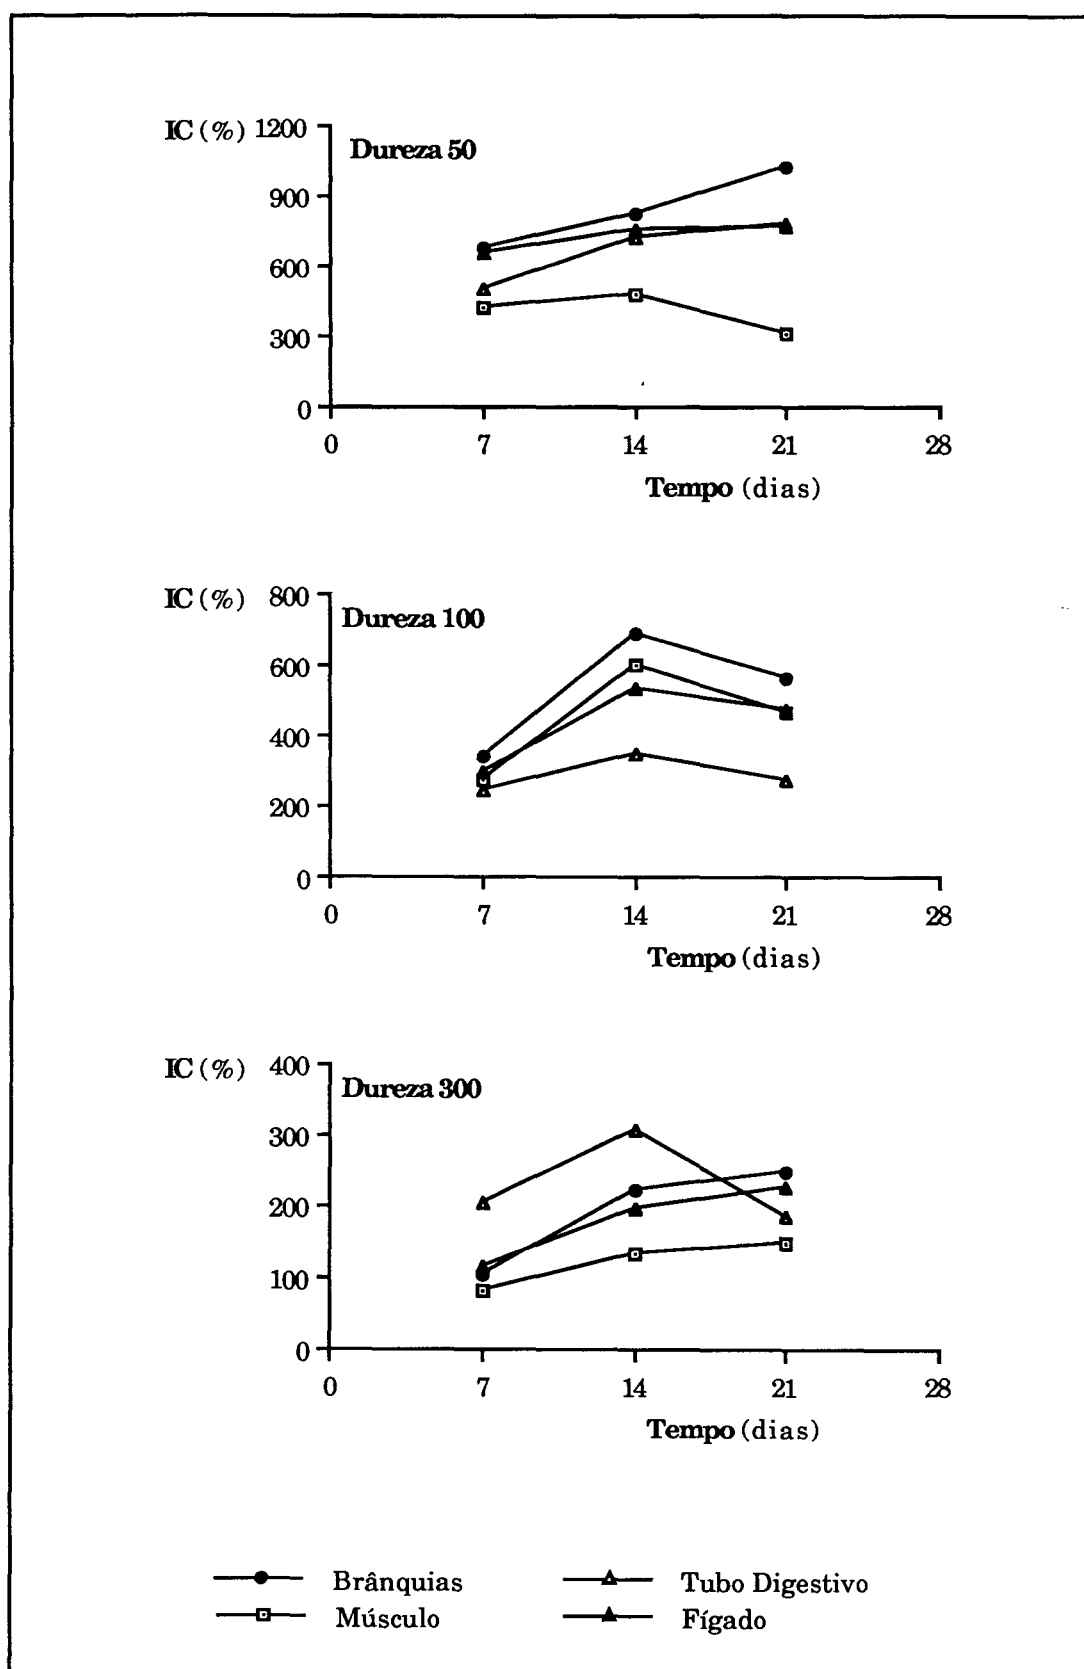 IC (%) 1200
Dureza 50
900
600
300
0
0 7 14 21 28
Tempo (dias)
IC (%) 800
Dureza 100
600
400
200
0
0 7 14 21 28
Tempo (dias)
IC (%) 400
Dureza 300
300
200
100
0
0 7 14 21 28
Tempo (dias)
Brânquias Tubo Digestivo
Músculo Fígado